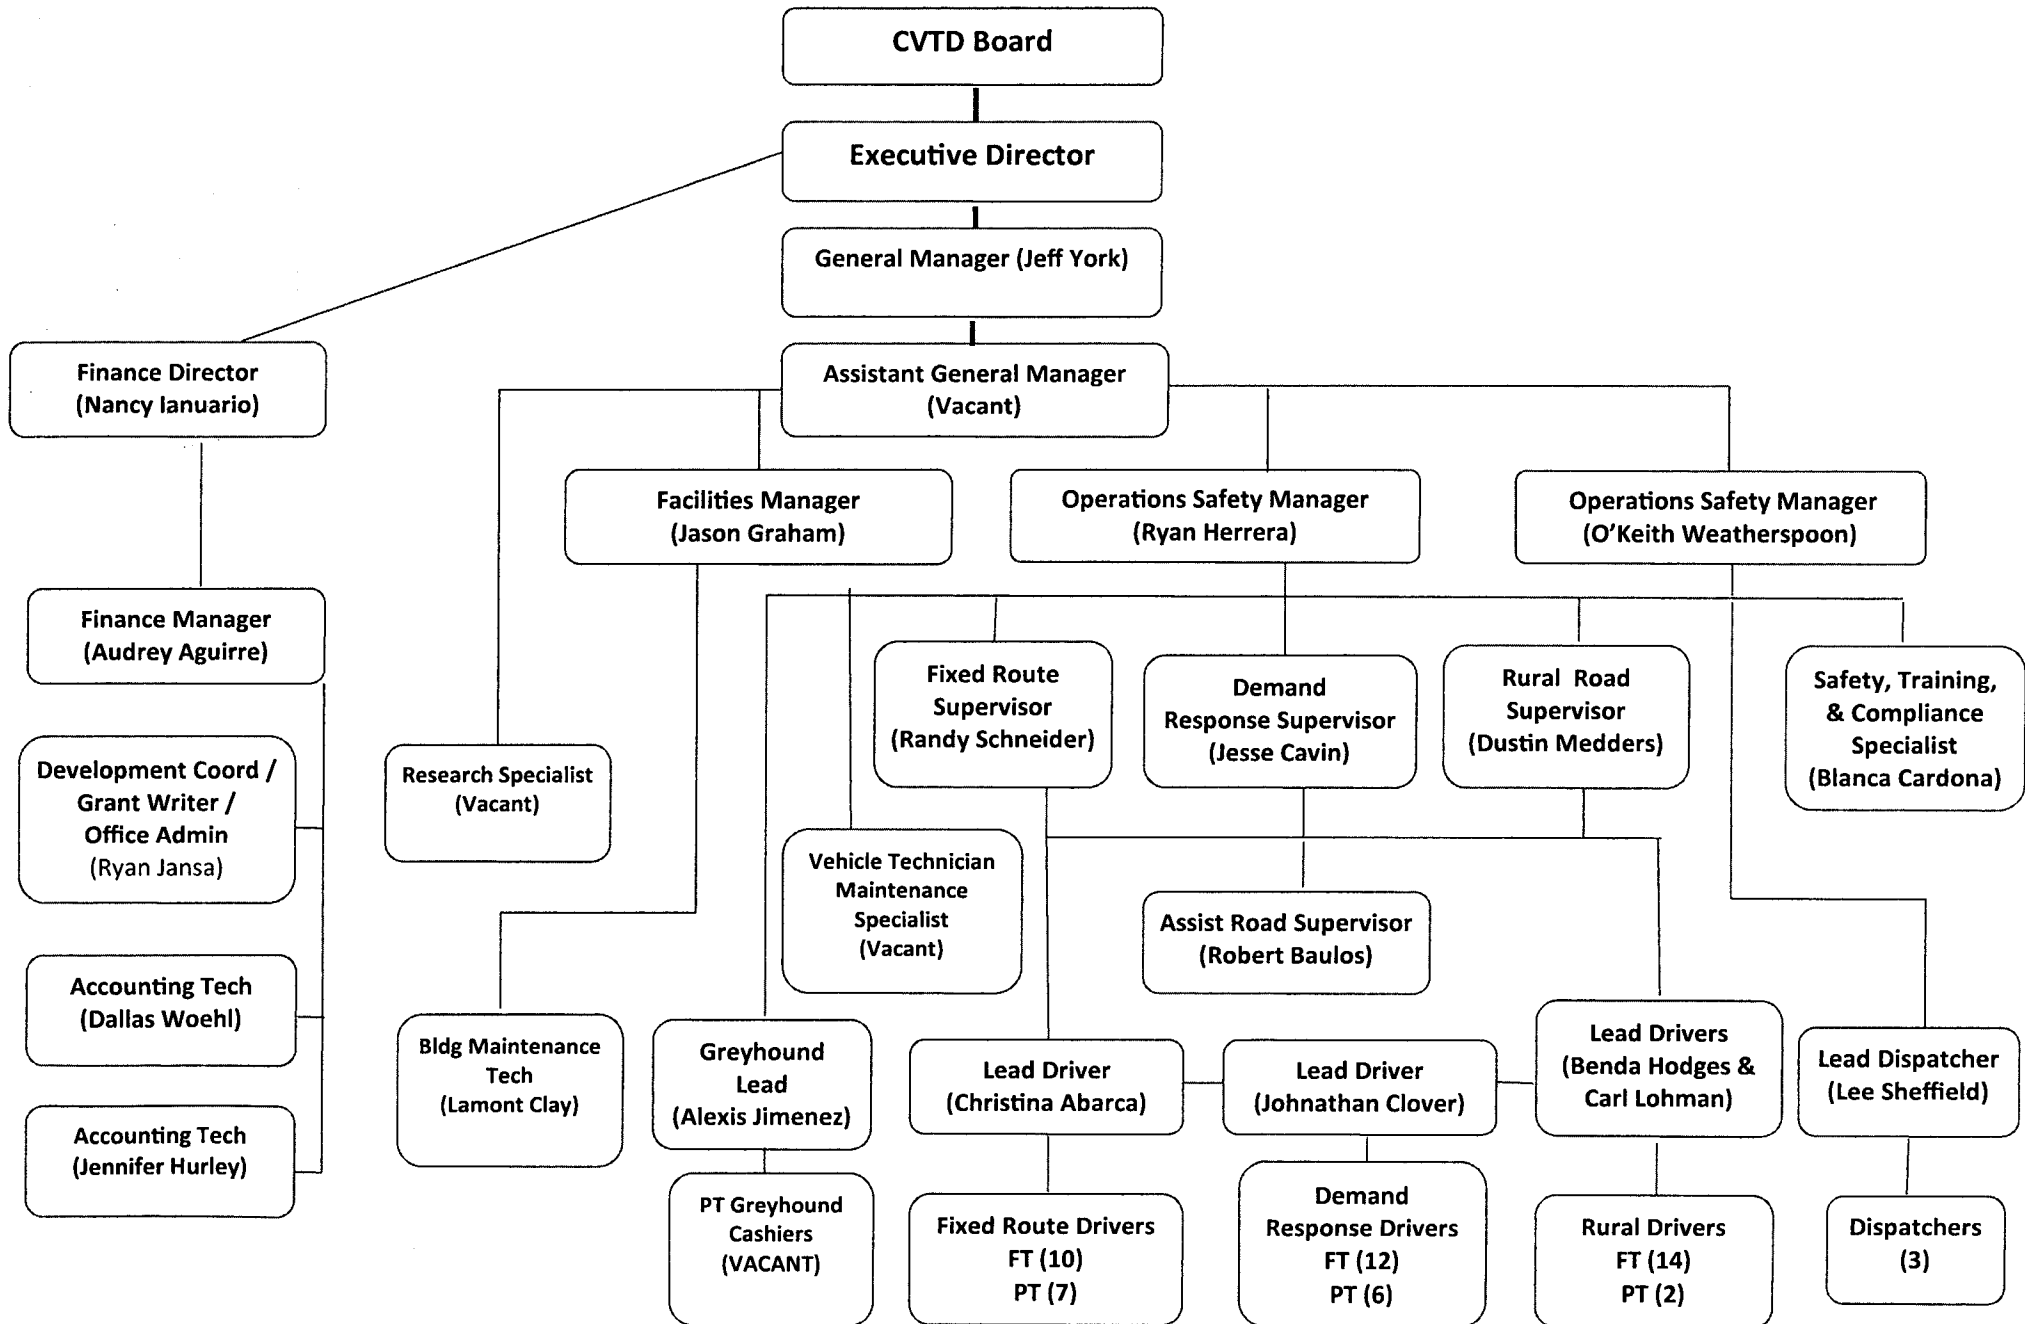 CVTD Board
Executive Director
General Manager (Jeff York)
Assistant General Manager
(Vacant)
Finance Director
(Nancy Ianuario)
Facilities Manager
(Jason Graham)
Operations Safety Manager
(Ryan Herrera)
Operations Safety Manager
(O'Keith Weatherspoon)
Finance Manager
(Audrey Aguirre)
Fixed Route
Supervisor
(Randy Schneider)
Demand
Response Supervisor
(Jesse Cavin)
Rural Road
Supervisor
(Dustin Medders)
Safety, Training,
& Compliance
Specialist
(Blanca Cardona)
Development Coord /
Grant Writer /
Office Admin
(Ryan Jansa)
Research Specialist
(Vacant)
Vehicle Technician
Maintenance
Specialist
(Vacant)
Assist Road Supervisor
(Robert Baulos)
Accounting Tech
(Dallas Woehl)
Bldg Maintenance
Tech
(Lamont Clay)
Greyhound
Lead
(Alexis Jimenez)
Lead Driver
(Christina Abarca)
Lead Driver
(Johnathan Clover)
Lead Drivers
(Benda Hodges &
Carl Lohman)
Lead Dispatcher
(Lee Sheffield)
Accounting Tech
(Jennifer Hurley)
PT Greyhound
Cashiers
(VACANT)
Fixed Route Drivers
FT (10)
PT (7)
Demand
Response Drivers
FT (12)
PT (6)
Rural Drivers
FT (14)
PT (2)
Dispatchers
(3)